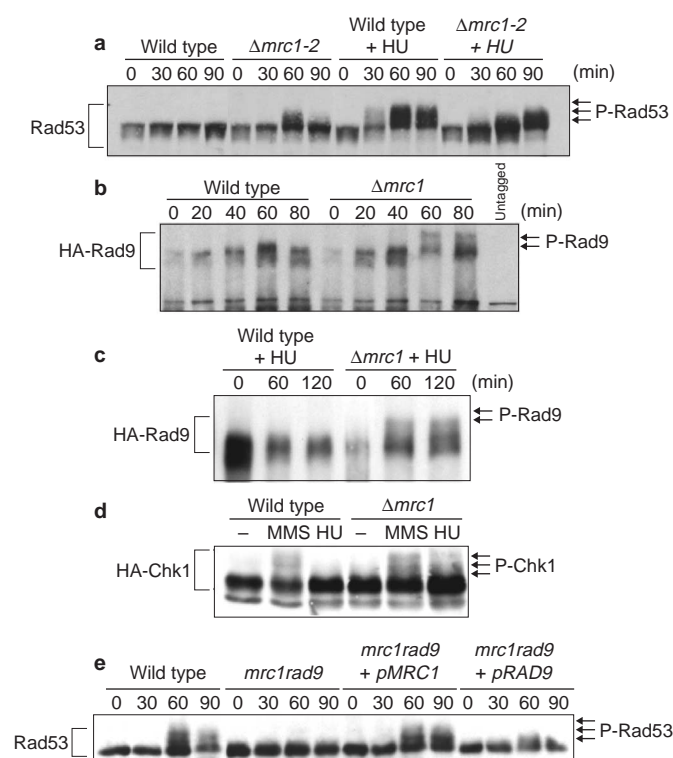 a
Wild type Δmrc1-2 Wild type + HU Δmrc1-2 + HU
0 30 60 90 0 30 60 90 0 30 60 90 0 30 60 90 (min)
Rad53
P-Rad53
b
Wild type Δmrc1 Untagged
0 20 40 60 80 0 20 40 60 80 (min)
HA-Rad9
P-Rad9
c
Wild type + HU Δmrc1 + HU
0 60 120 0 60 120 (min)
P-Rad9
HA-Rad9
d
Wild type Δmrc1
– MMS HU – MMS HU
HA-Chk1
P-Chk1
e
Wild type mrc1rad9 mrc1rad9 + pMRC1 mrc1rad9 + pRAD9
0 30 60 90 0 30 60 90 0 30 60 90 0 30 60 90
Rad53
P-Rad53